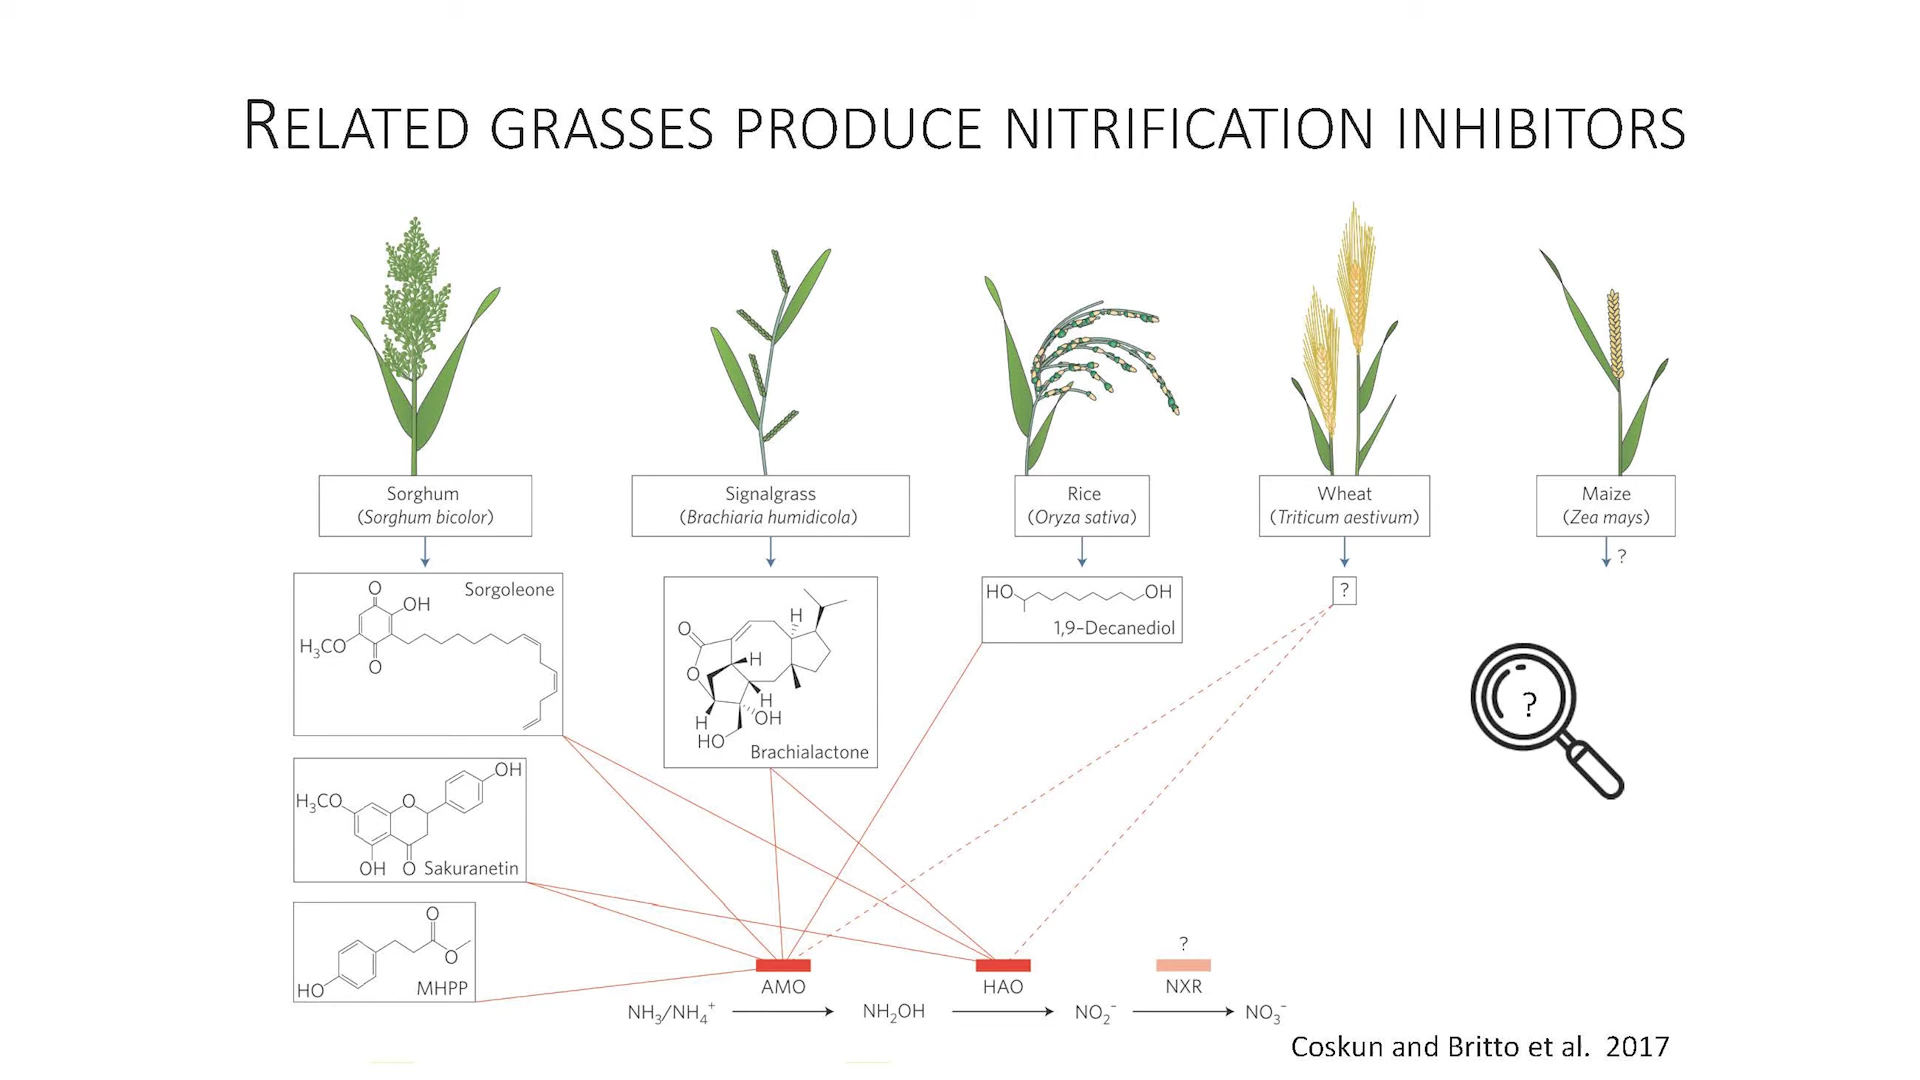 RELATED GRASSES PRODUCE NITRIFICATION INHIBITORS
Sorghum
(Sorghum bicolor)
Signalgrass
(Brachiaria humidicola)
Rice
(Oryza sativa)
Wheat
(Triticum aestivum)
Maize
(Zea mays)
?
Sorgoleone
O
OH
H₃CO
O
Brachialactone
O
O
H
H
H
H
OH
HO
HO
OH
1,9–Decanediol
?
?
H₃CO
O
OH
OH
O
Sakuranetin
O
O
HO
MHPP
AMO
HAO
?
NXR
NH₃/NH₄⁺
NH₂OH
NO₂⁻
NO₃⁻
Coskun and Britto et al. 2017